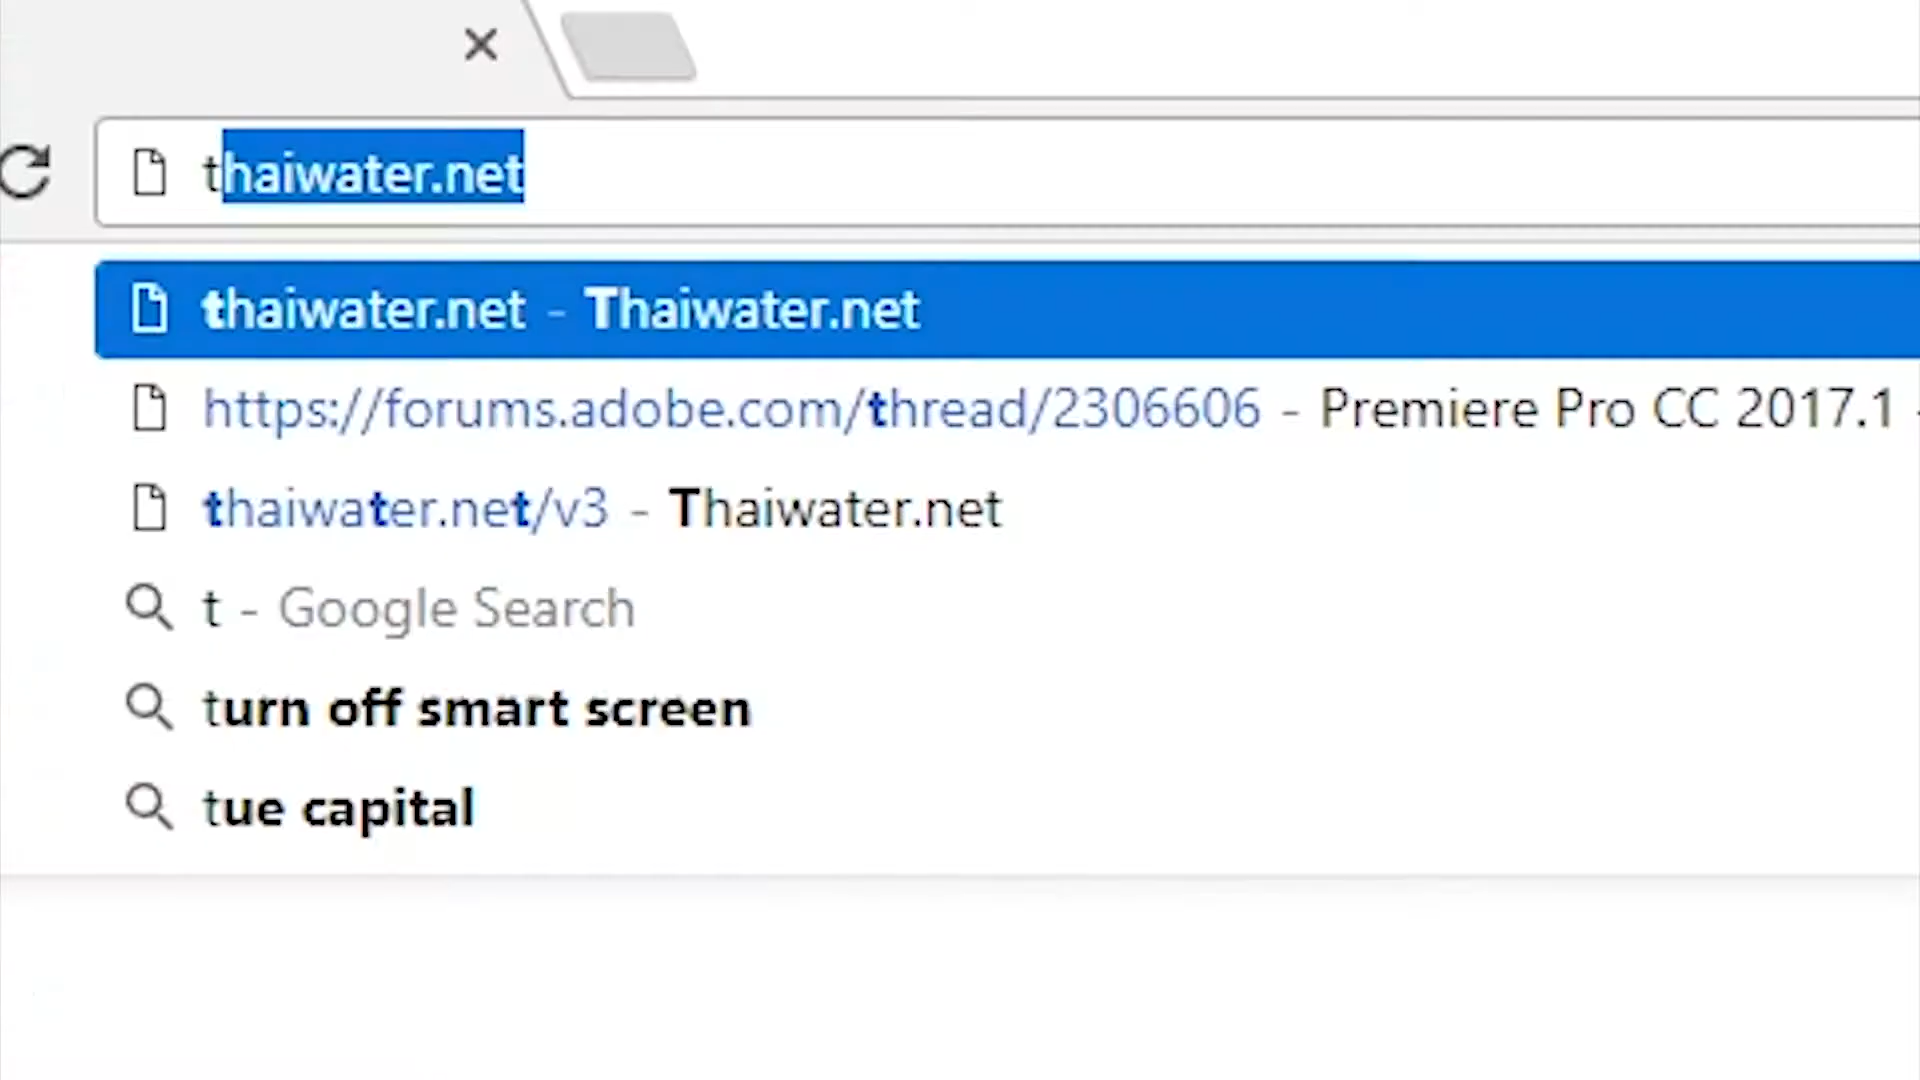 thaiwater.net
thaiwater.net - Thaiwater.net
https://forums.adobe.com/thread/2306606 - Premiere Pro CC 2017.1 -
thaiwater.net/v3 - Thaiwater.net
t - Google Search
turn off smart screen
tue capital